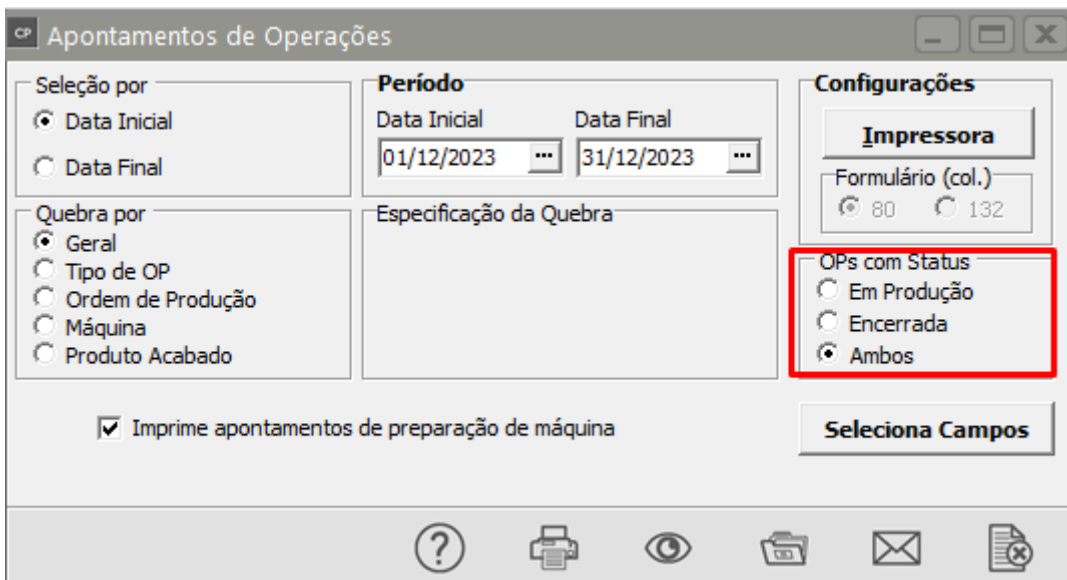 CP Apontamentos de Operações
Seleção por
Data Inicial
Data Final
Período
Data Inicial Data Final
01/12/2023 ... 31/12/2023 ...
Configurações
Impressora
Formulário (col.)
80 132
Quebra por
Geral
Tipo de OP
Ordem de Produção
Máquina
Produto Acabado
Especificação da Quebra
OPs com Status
Em Produção
Encerrada
Ambos
Imprime apontamentos de preparação de máquina
Seleciona Campos
?